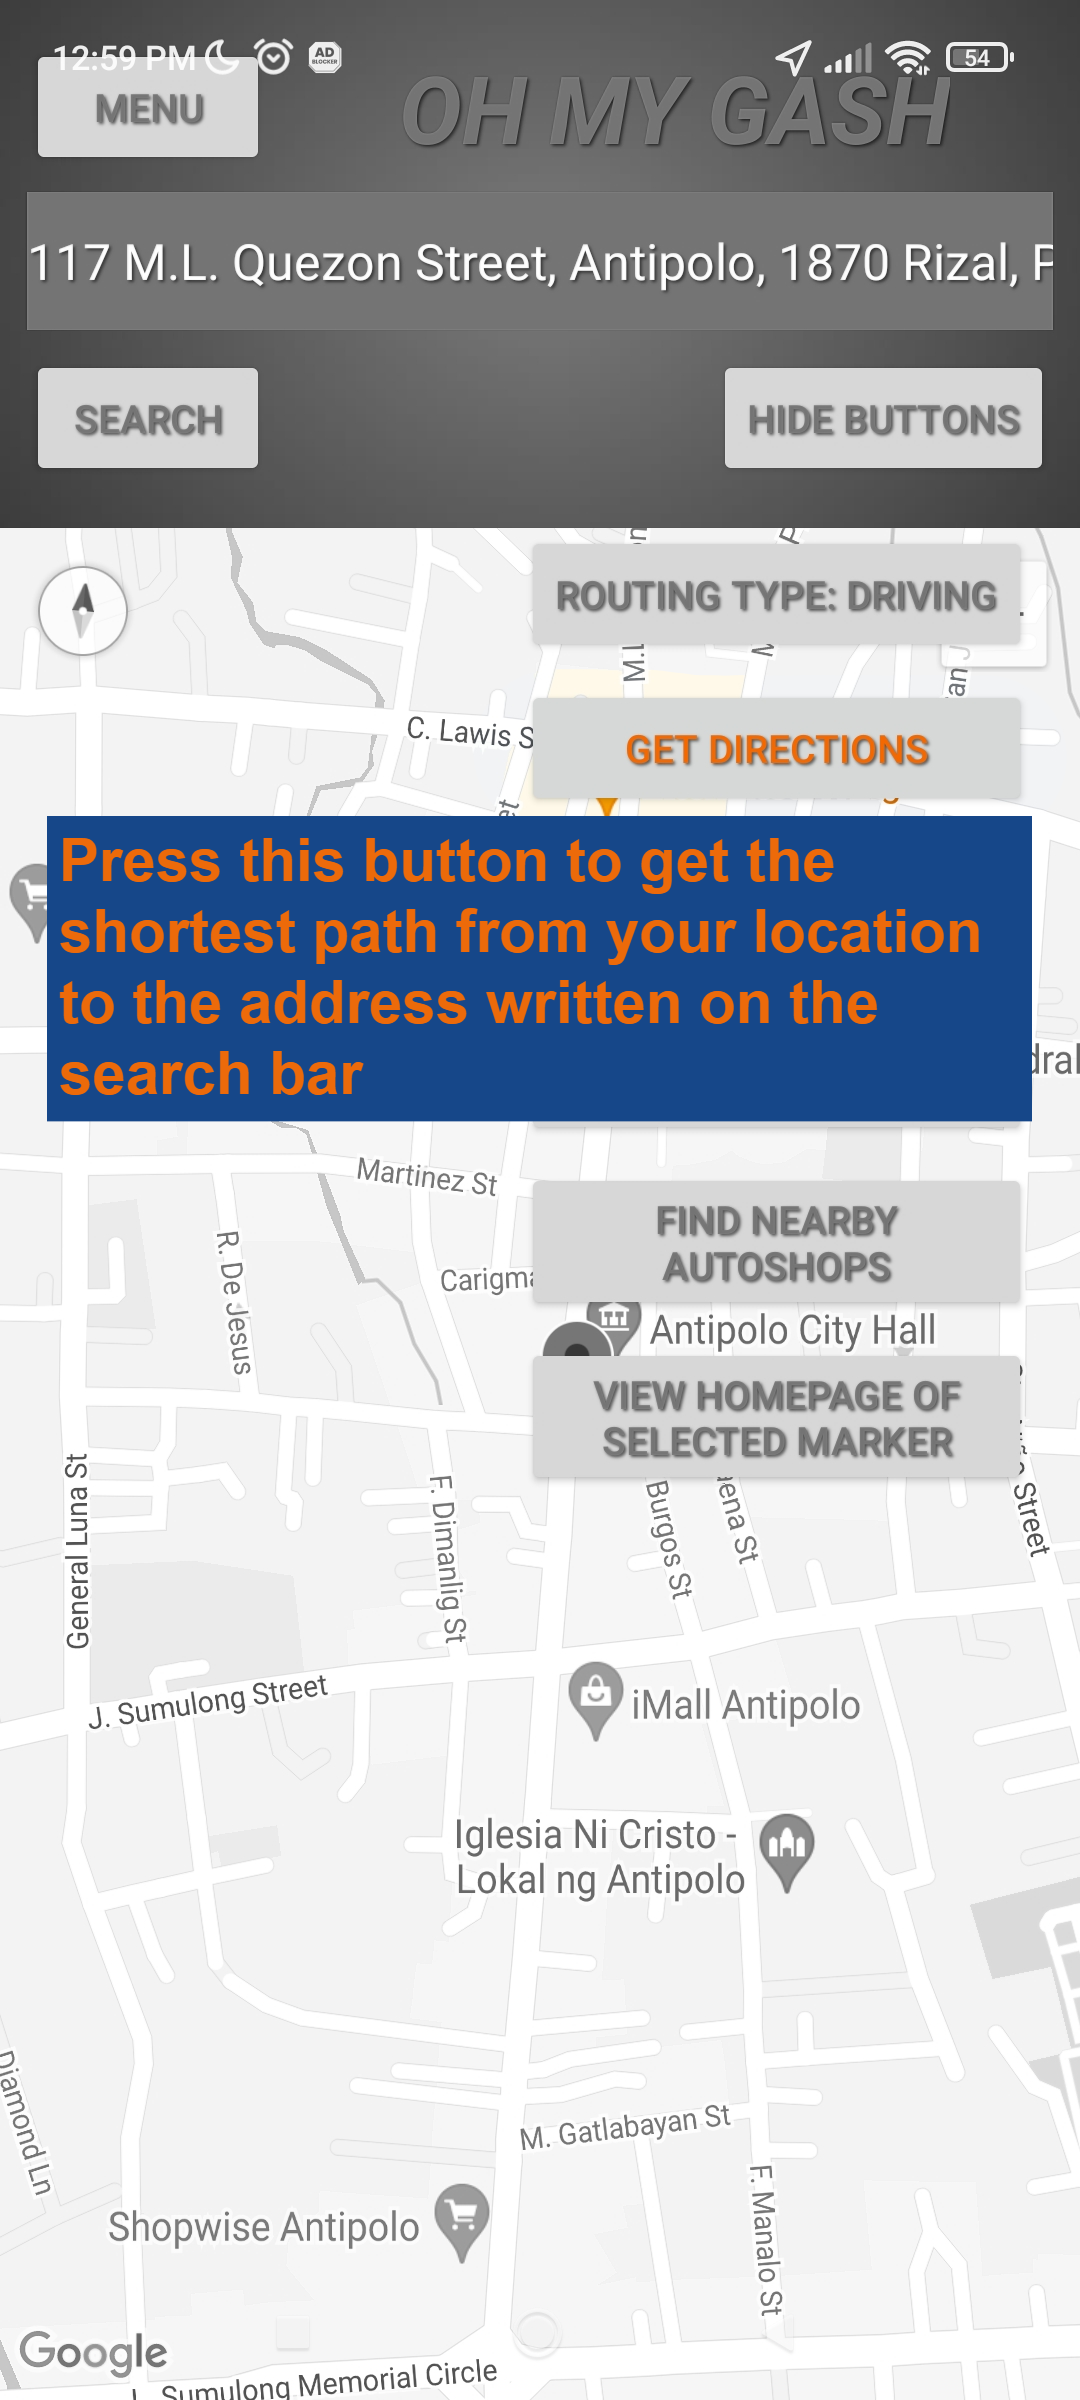 12:59 PM
AD
BLOCKER
54
MENU
OH MY GASH
117 M.L. Quezon Street, Antipolo, 1870 Rizal, P
SEARCH
HIDE BUTTONS
ROUTING TYPE: DRIVING
M.L
C. Lawis S
GET DIRECTIONS
Press this button to get the
shortest path from your location
to the address written on the
search bar
dral
Martinez St
R. De Jesus
Carigma
FIND NEARBY
AUTOSHOPS
Antipolo City Hall
VIEW HOMEPAGE OF
SELECTED MARKER
General Luna St
F. Dimanlig St
Burgos St
ena St
Street
J. Sumulong Street
iMall Antipolo
Iglesia Ni Cristo -
Lokal ng Antipolo
Diamond Ln
M. Gatlabayan St
F. Manalo St
Shopwise Antipolo
Google
L. Sumulong Memorial Circle